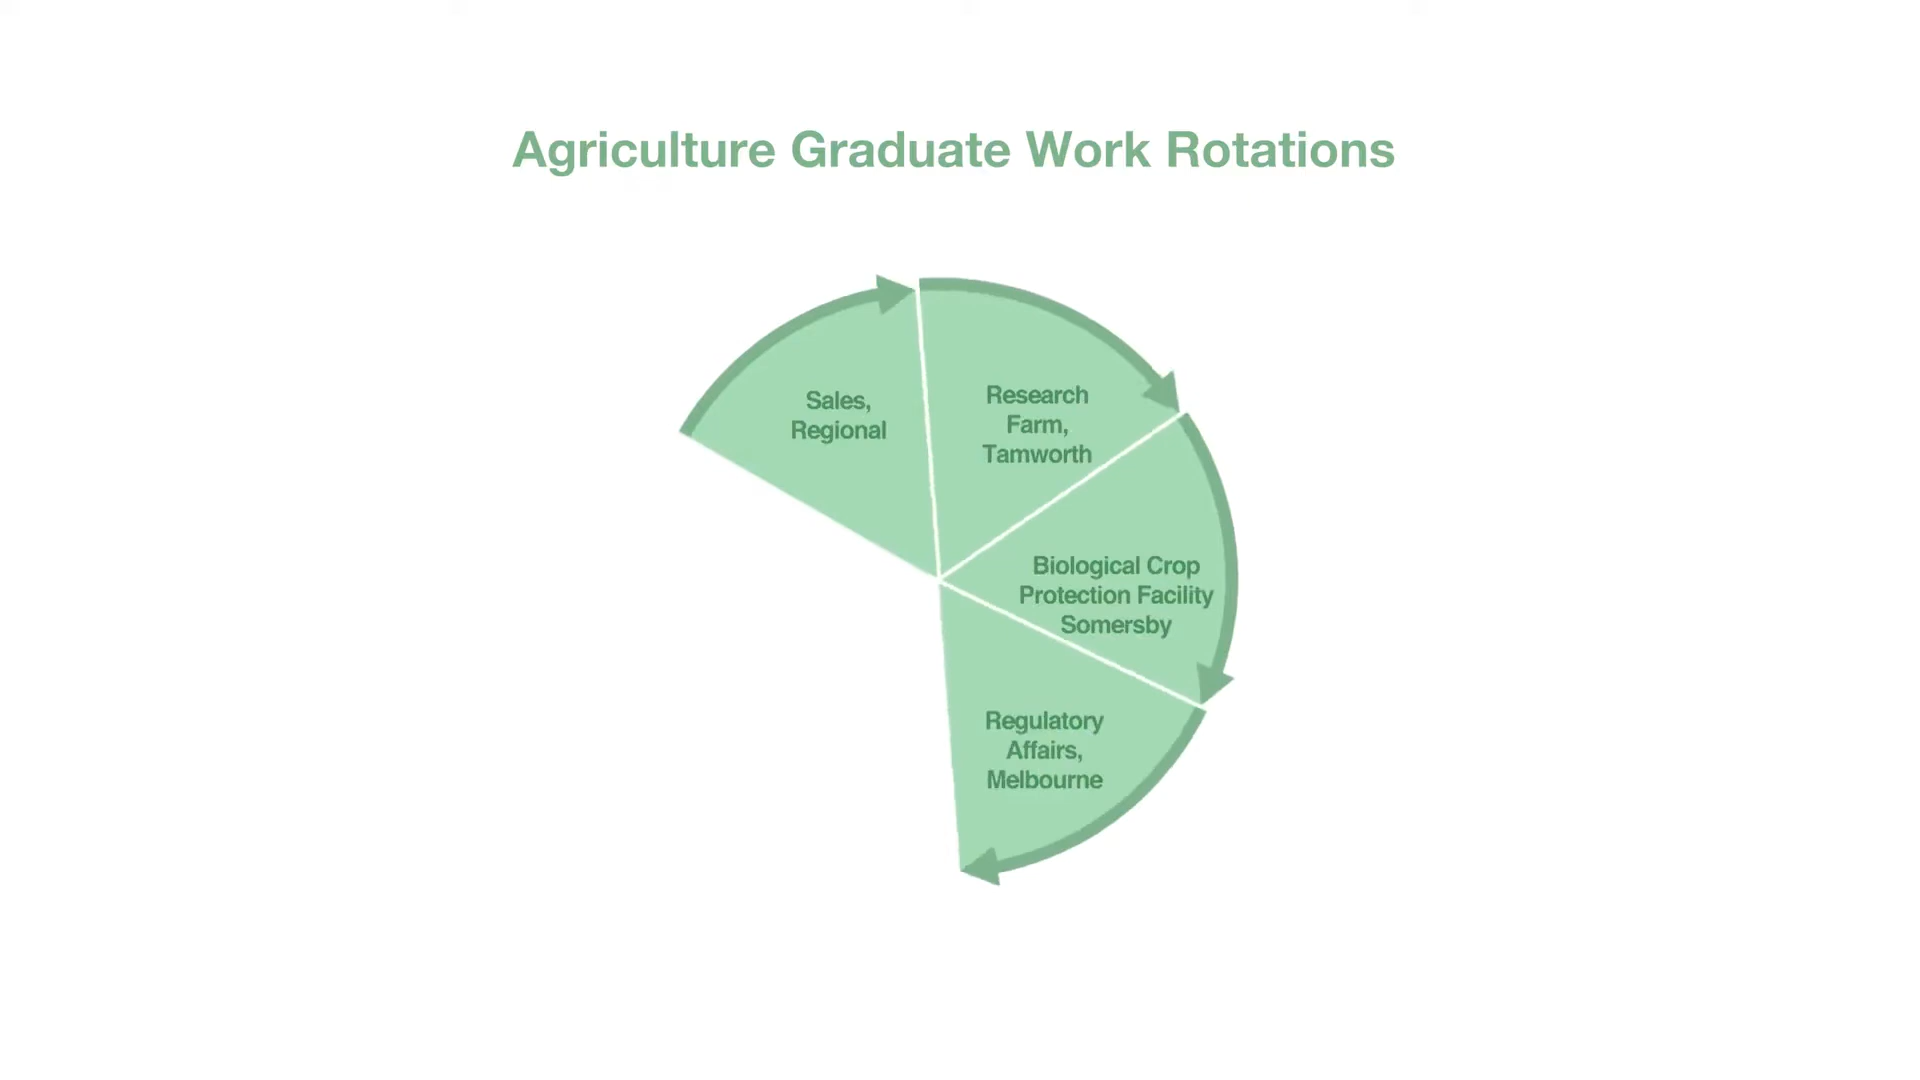 Agriculture Graduate Work Rotations
Sales,
Regional
Research
Farm,
Tamworth
Biological Crop
Protection Facility
Somersby
Regulatory
Affairs,
Melbourne